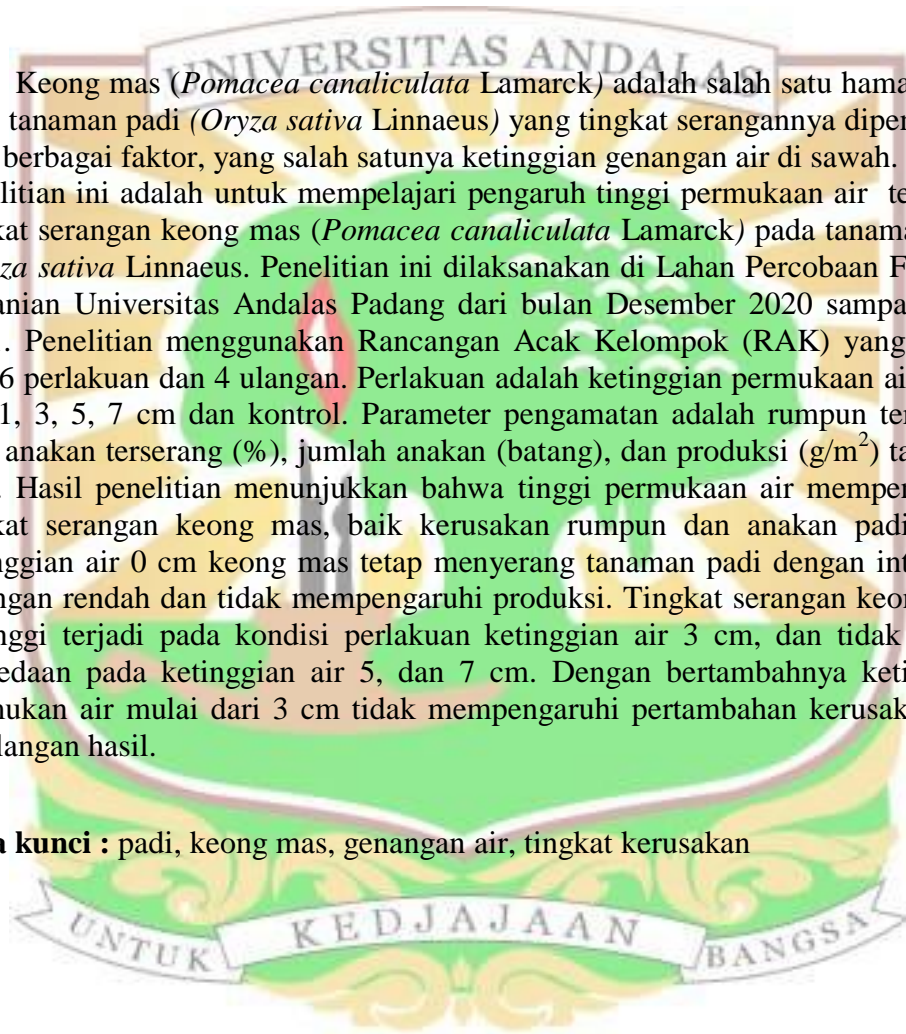 UNIVERSITAS ANDALAS
Keong mas (Pomacea canaliculata Lamarck) adalah salah satu hama
tanaman padi (Oryza sativa Linnaeus) yang tingkat serangannya dipen
berbagai faktor, yang salah satunya ketinggian genangan air di sawah.
elitian ini adalah untuk mempelajari pengaruh tinggi permukaan air te
kat serangan keong mas (Pomacea canaliculata Lamarck) pada tanama
za sativa Linnaeus. Penelitian ini dilaksanakan di Lahan Percobaan F
anian Universitas Andalas Padang dari bulan Desember 2020 sampa
. Penelitian menggunakan Rancangan Acak Kelompok (RAK) yang
6 perlakuan dan 4 ulangan. Perlakuan adalah ketinggian permukaan ai
1, 3, 5, 7 cm dan kontrol. Parameter pengamatan adalah rumpun ter
anakan terserang (%), jumlah anakan (batang), dan produksi (g/m²) ta
. Hasil penelitian menunjukkan bahwa tinggi permukaan air mempen
kat serangan keong mas, baik kerusakan rumpun dan anakan padi
nggian air 0 cm keong mas tetap menyerang tanaman padi dengan int
ngan rendah dan tidak mempengaruhi produksi. Tingkat serangan keon
nggi terjadi pada kondisi perlakuan ketinggian air 3 cm, dan tidak
edaan pada ketinggian air 5, dan 7 cm. Dengan bertambahnya keti
nukan air mulai dari 3 cm tidak mempengaruhi pertambahan kerusak
langan hasil.
a kunci : padi, keong mas, genangan air, tingkat kerusakan
UNTUK KEDJAJAAN BANGSA